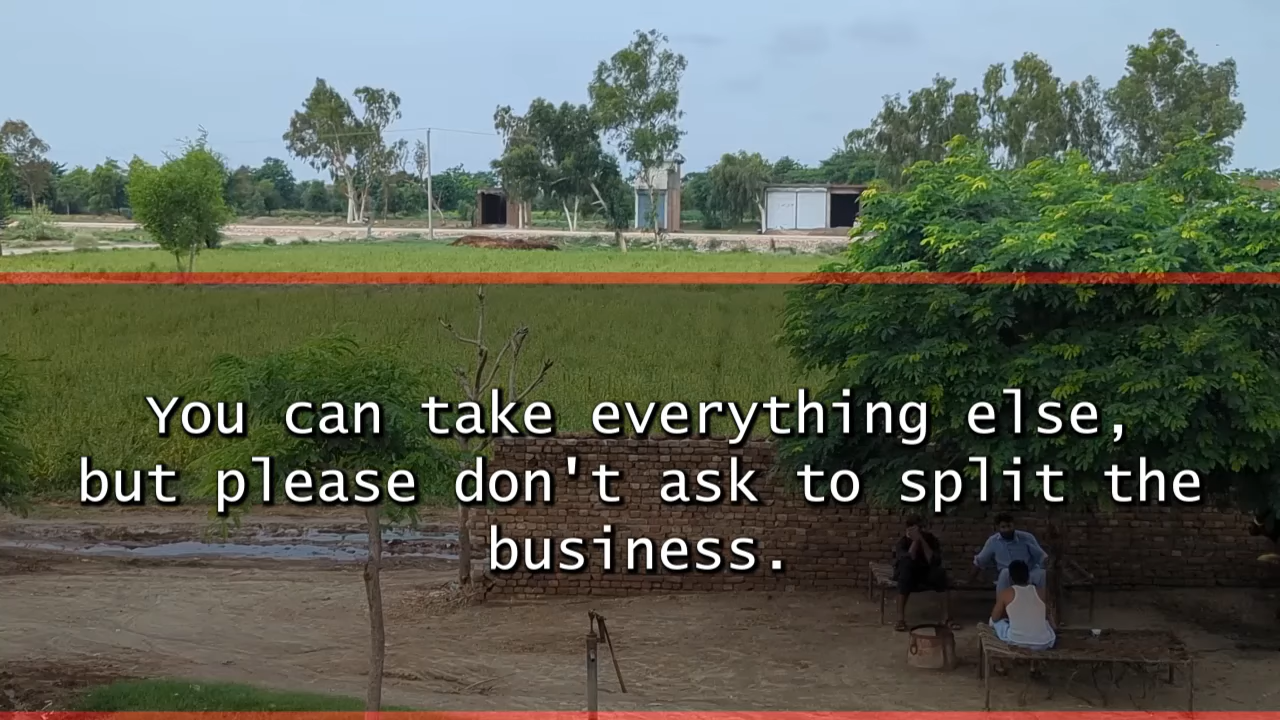 You can take everything else,
but please don't ask to split the
business.